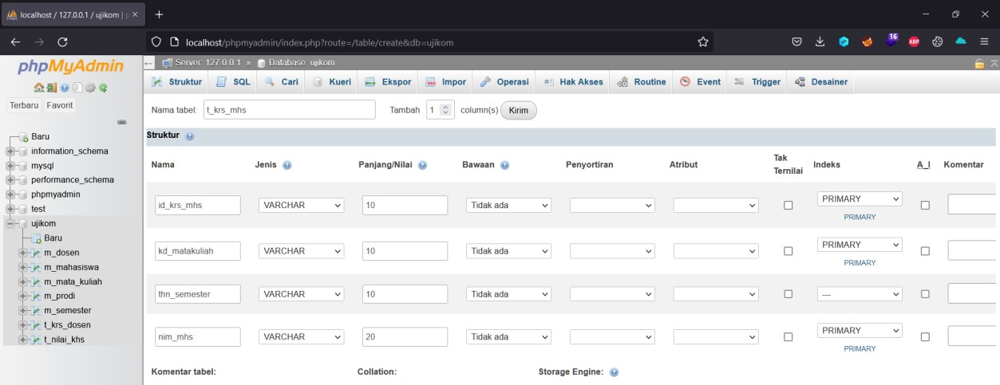 localhost / 127.0.0.1 / ujikom | p
localhost/phpmyadmin/index.php?route=/table/create&db=ujikom
16
ABP
phpMyAdmin
Terbaru Favorit
Baru
information_schema
mysql
performance_schema
phpmyadmin
test
ujikom
Baru
m_dosen
m_mahasiswa
m_mata_kuliah
m_prodi
m_semester
t_krs_dosen
t_nilai_khs
Server: 127.0.0.1 » Database: ujikom
Struktur SQL Cari Kueri Ekspor Impor Operasi Hak Akses Routine Event Trigger Desainer
Nama tabel: t_krs_mhs Tambah 1 column(s) Kirim
Struktur
Nama Jenis Panjang/Nilai Bawaan Penyortiran Atribut Tak Ternilai Indeks A_I Komentar
id_krs_mhs VARCHAR 10 Tidak ada PRIMARY
PRIMARY
kd_matakuliah VARCHAR 10 Tidak ada PRIMARY
PRIMARY
thn_semester VARCHAR 10 Tidak ada ---
nim_mhs VARCHAR 20 Tidak ada PRIMARY
PRIMARY
Komentar tabel: Collation: Storage Engine: